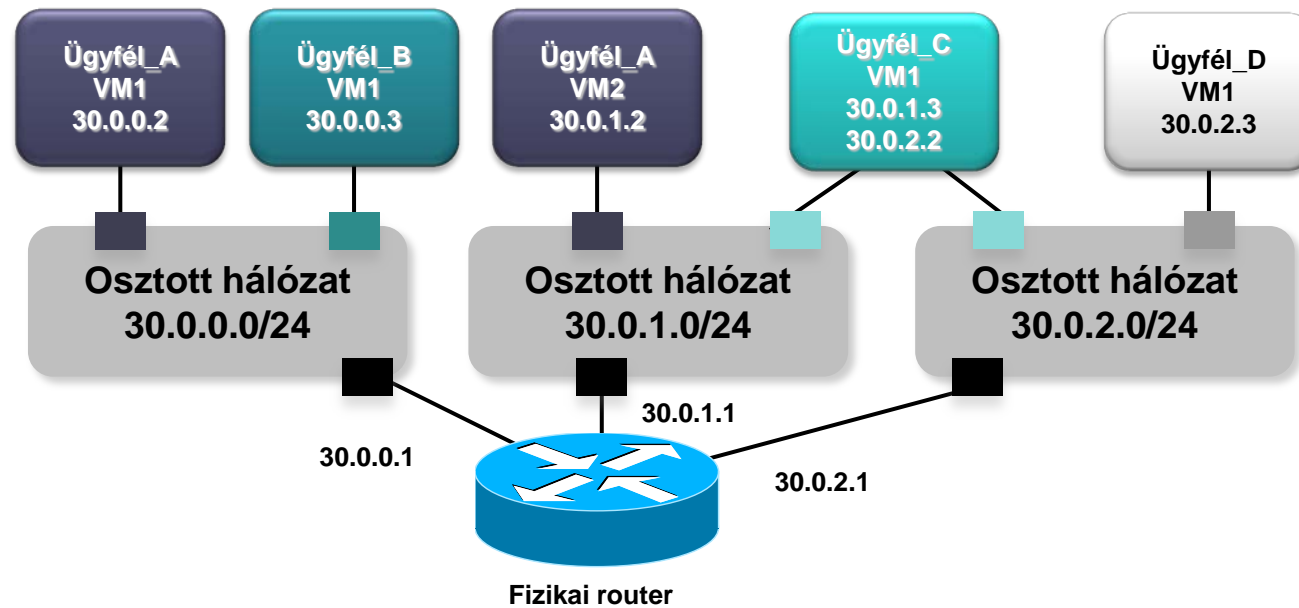 Ügyfél_A
VM1
30.0.0.2
Ügyfél_B
VM1
30.0.0.3
Ügyfél_A
VM2
30.0.1.2
Ügyfél_C
VM1
30.0.1.3
30.0.2.2
Ügyfél_D
VM1
30.0.2.3
Osztott hálózat
30.0.0.0/24
Osztott hálózat
30.0.1.0/24
Osztott hálózat
30.0.2.0/24
30.0.0.1
30.0.1.1
30.0.2.1
Fizikai router